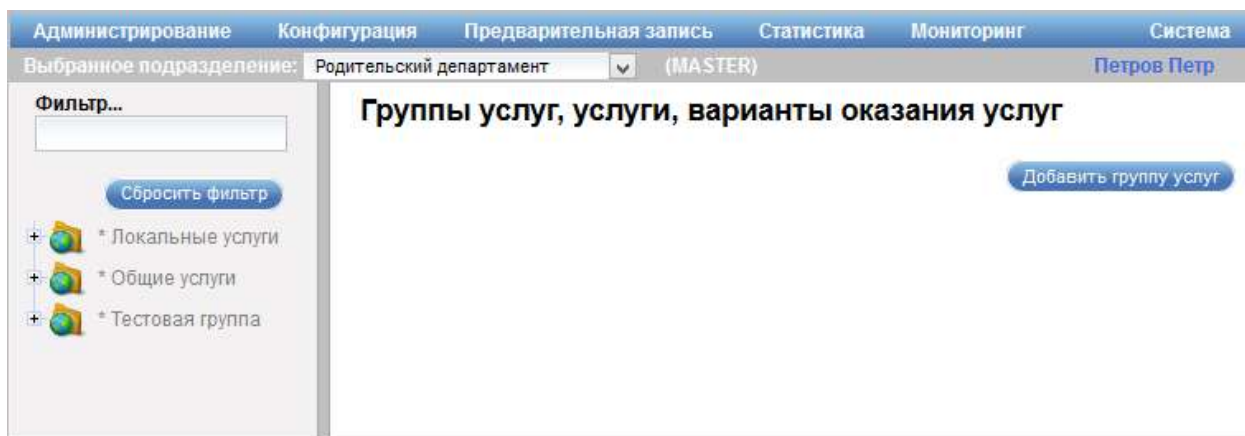 Администрирование Конфигурация Предварительная запись Статистика Мониторинг Система
Выбранное подразделение: Родительский департамент (MASTER) Петров Петр
Фильтр...
Группы услуг, услуги, варианты оказания услуг
Добавить группу услуг
Сбросить фильтр
* Локальные услуги
* Общие услуги
* Тестовая группа